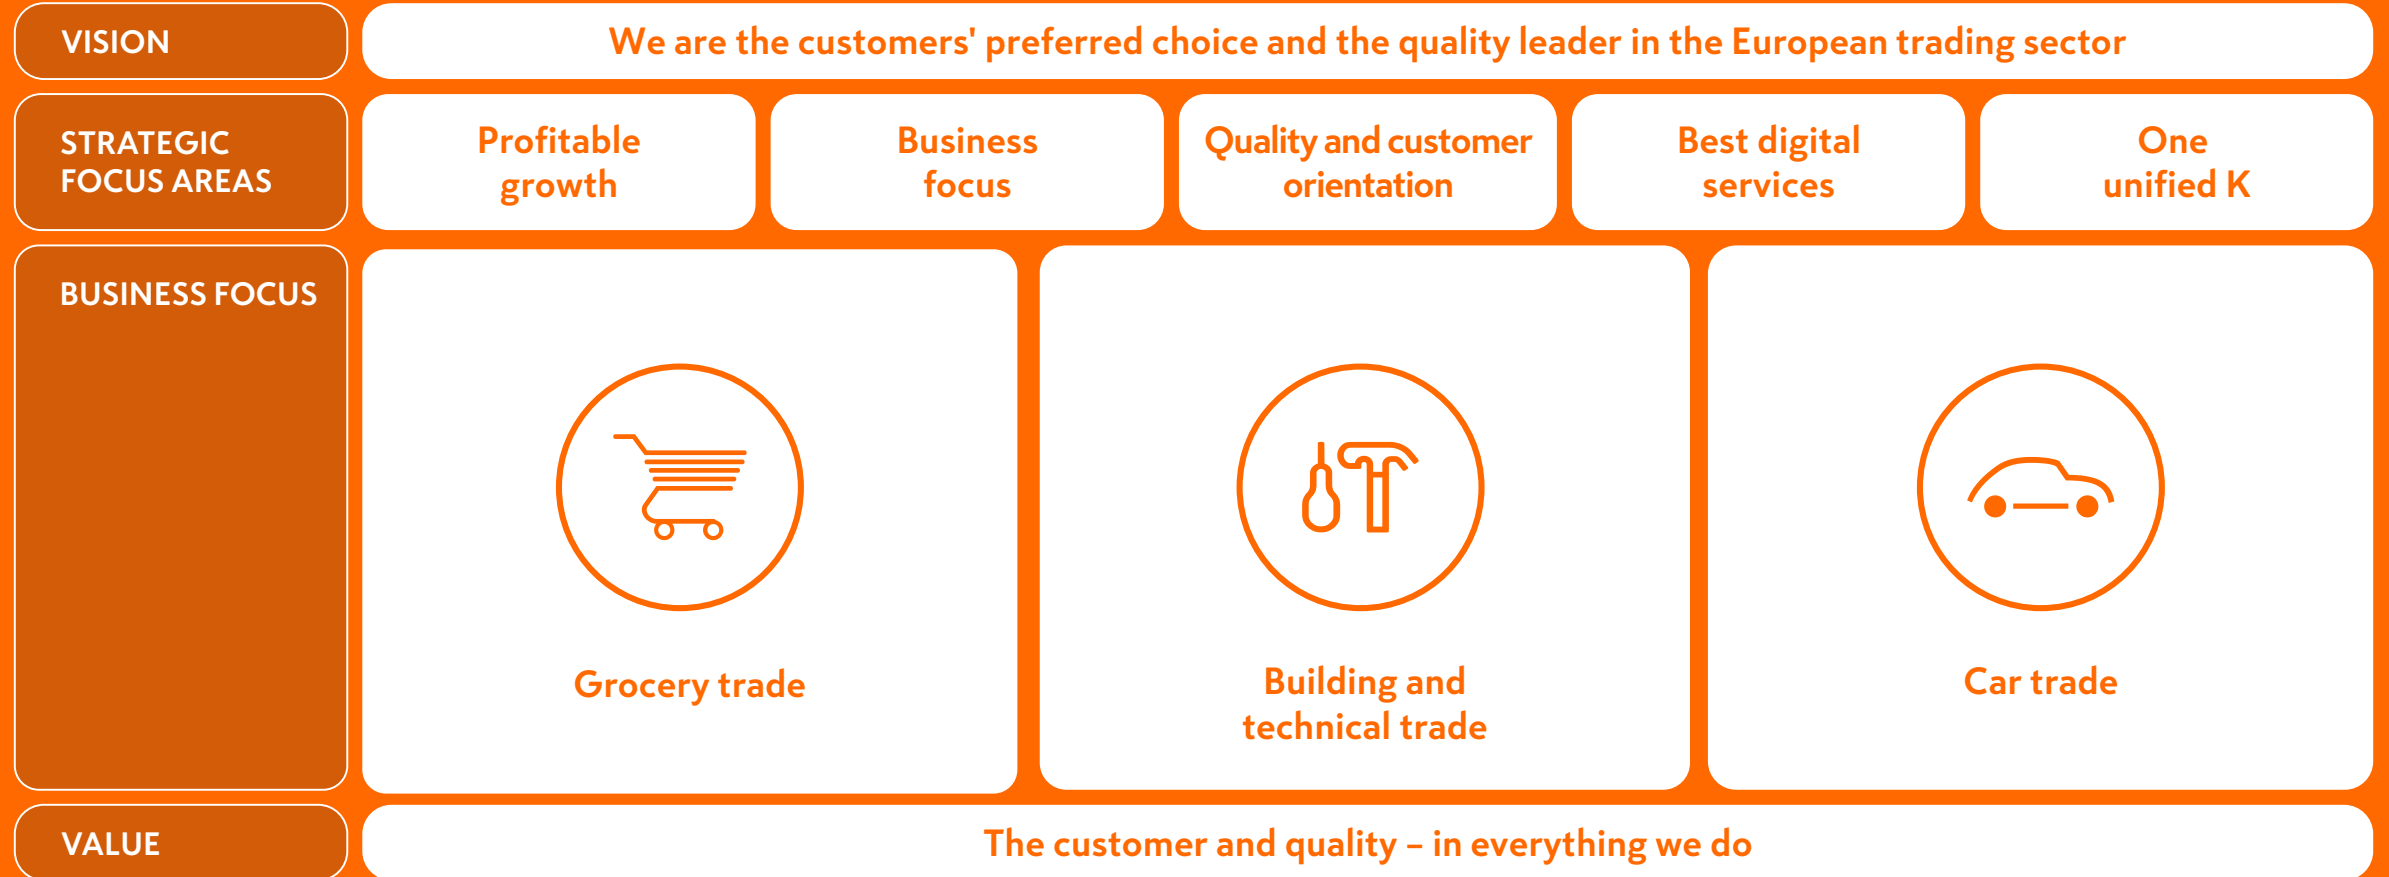 VISION
We are the customers' preferred choice and the quality leader in the European trading sector
STRATEGIC
FOCUS AREAS
Profitable
growth
Business
focus
Quality and customer
orientation
Best digital
services
One
unified K
BUSINESS FOCUS
Grocery trade
Building and
technical trade
Car trade
VALUE
The customer and quality – in everything we do